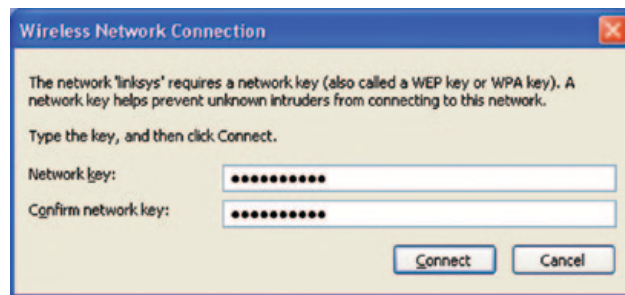 Wireless Network Connection
The network 'linksys' requires a network key (also called a WEP key or WPA key). A
network key helps prevent unknown intruders from connecting to this network.
Type the key, and then click Connect.
Network key: ••••••••••
Confirm network key: ••••••••••
Connect Cancel